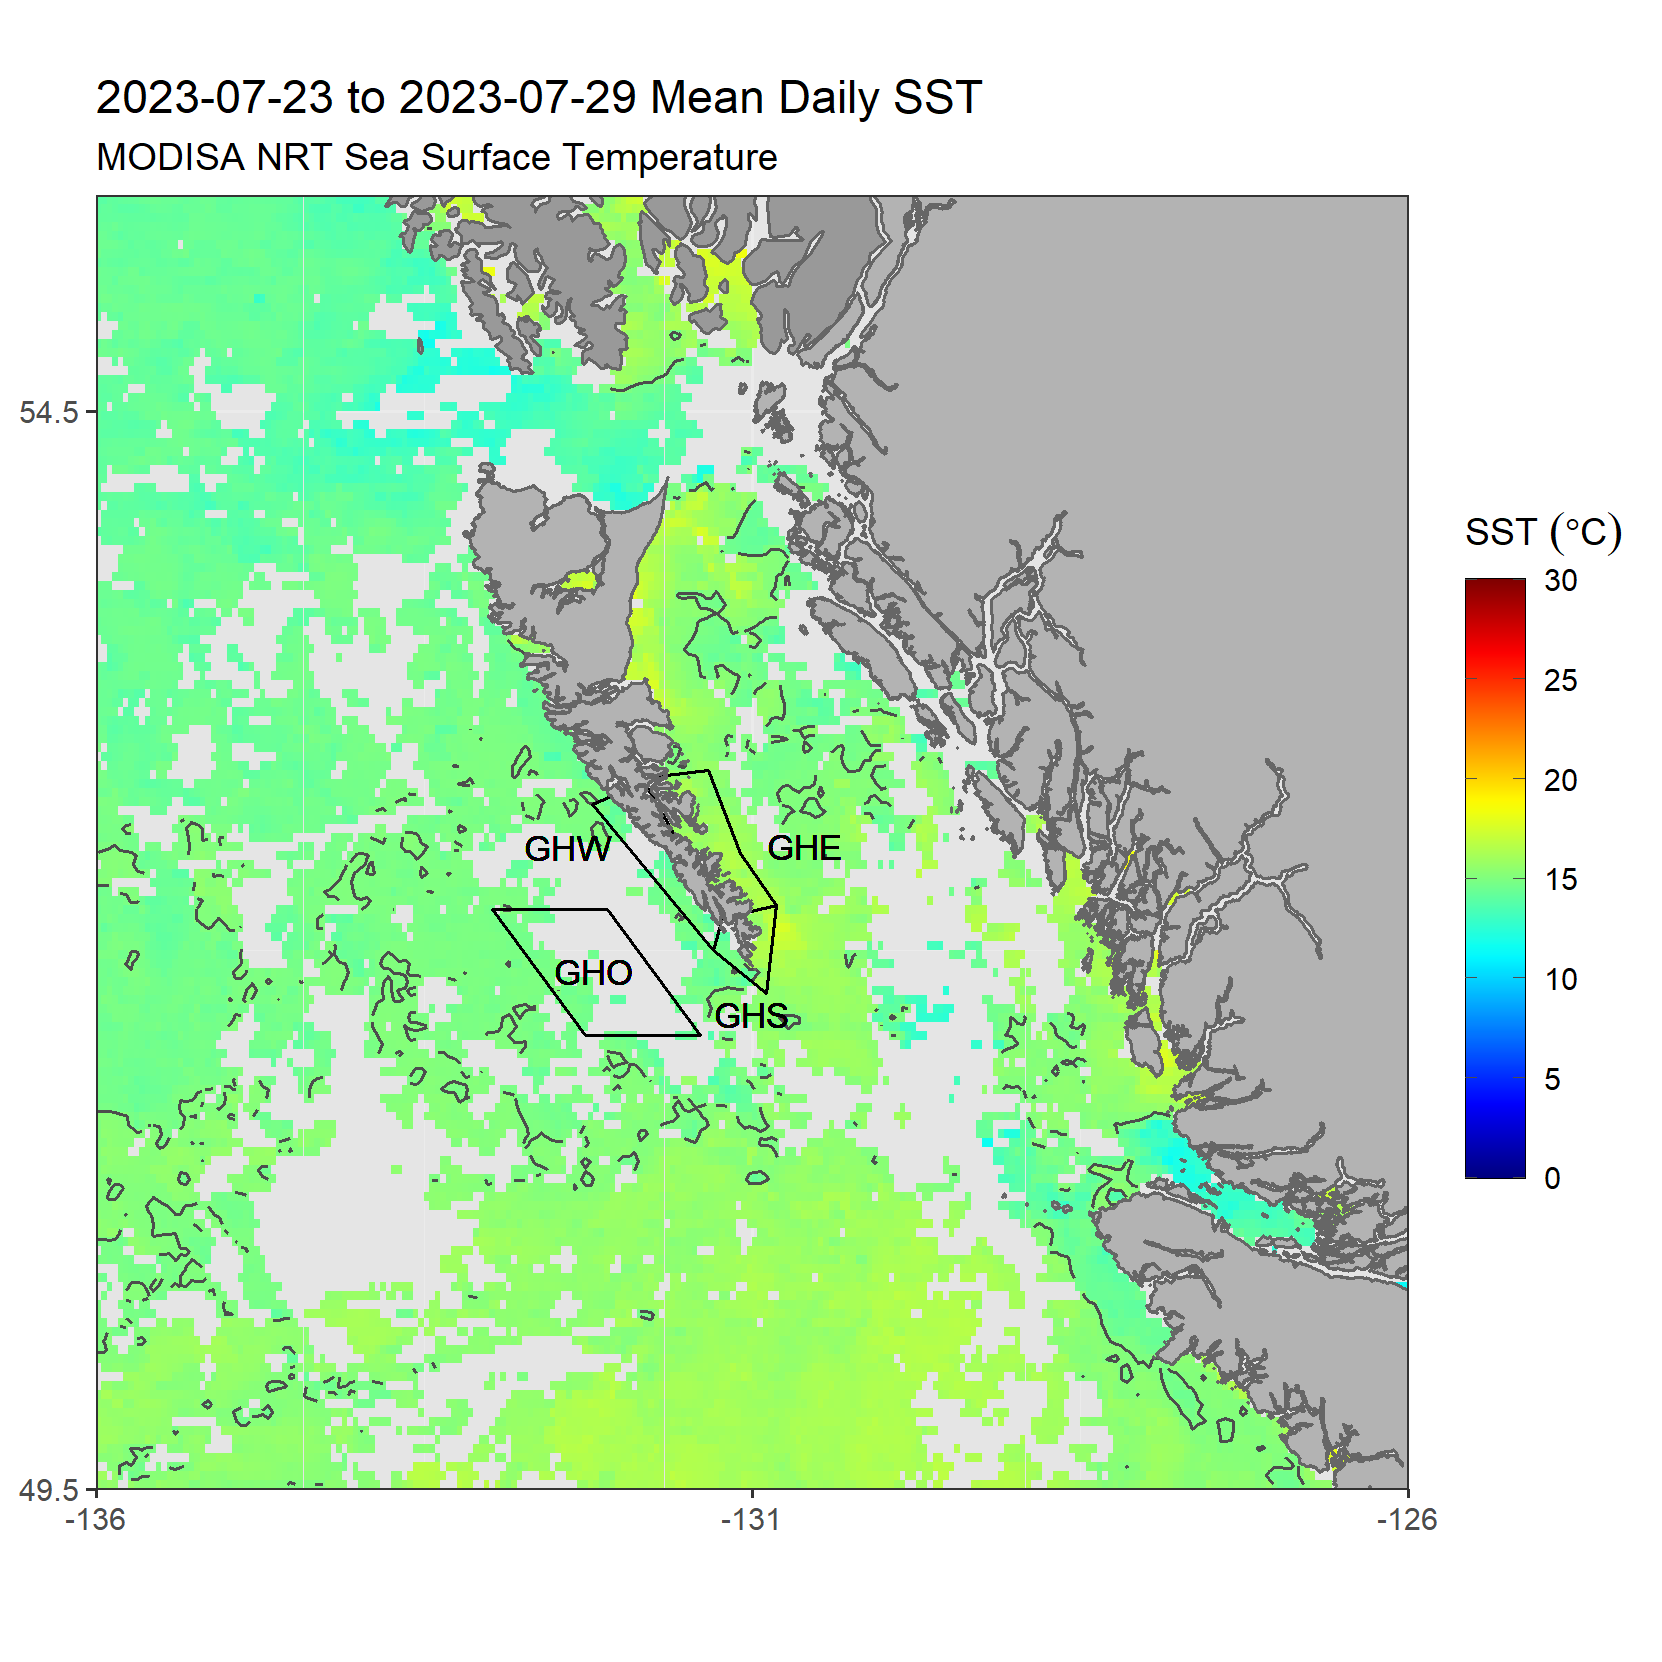 2023-07-23 to 2023-07-29 Mean Daily SST
MODISA NRT Sea Surface Temperature
54.5
49.5
-136
-131
-126
GHW
GHE
GHO
GHS
SST (°C)
30
25
20
15
10
5
0